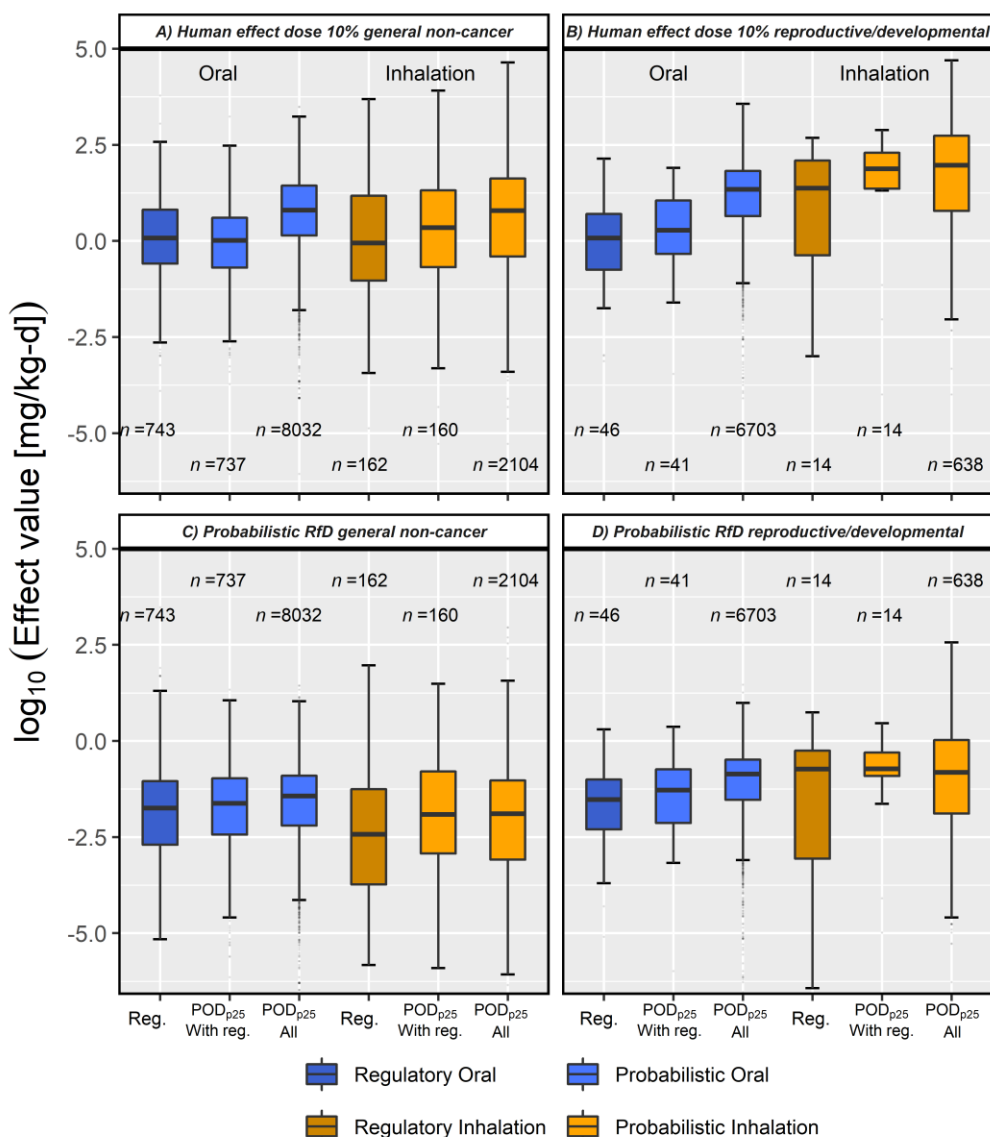 A) Human effect dose 10% general non-cancer
B) Human effect dose 10% reproductive/developmental
5.0
Oral
Inhalation
Oral
Inhalation
2.5
0.0
-2.5
-5.0
n =743
n =8032
n =160
n =46
n =6703
n =14
n =737
n =162
n =2104
n =41
n =14
n =638
C) Probabilistic RfD general non-cancer
D) Probabilistic RfD reproductive/developmental
5.0
n =737
n =162
n =2104
n =41
n =14
n =638
n =743
n =8032
n =160
n =46
n =6703
n =14
2.5
0.0
-2.5
-5.0
log10 (Effect value [mg/kg-d])
Reg.
PODp25
With reg.
PODp25
All
Reg.
PODp25
With reg.
PODp25
All
Reg.
PODp25
With reg.
PODp25
All
Reg.
PODp25
With reg.
PODp25
All
Regulatory Oral
Probabilistic Oral
Regulatory Inhalation
Probabilistic Inhalation